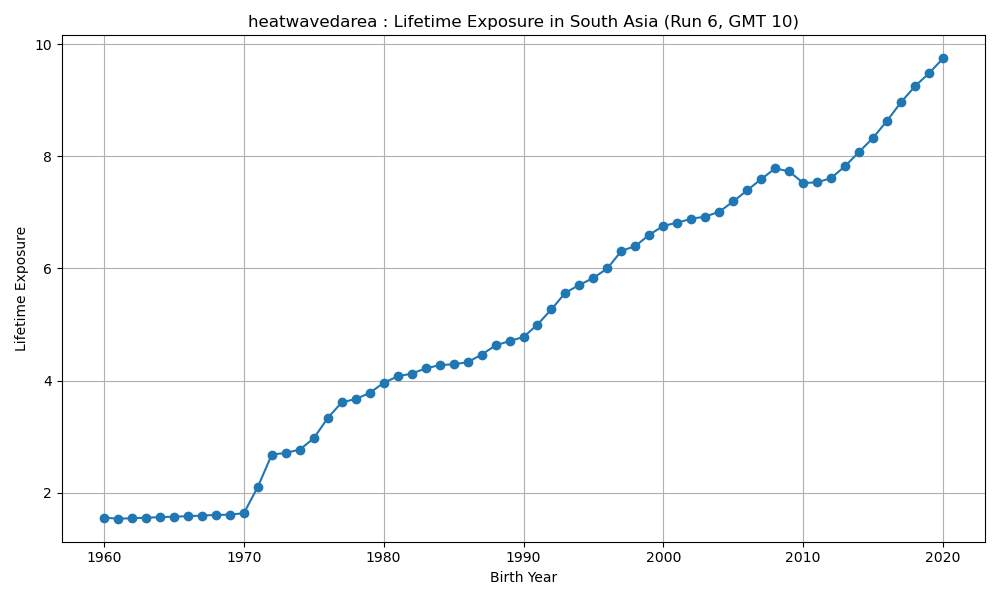 heatwavedarea : Lifetime Exposure in South Asia (Run 6, GMT 10)
10
8
6
4
2
Lifetime Exposure
1960 1970 1980 1990 2000 2010 2020
Birth Year